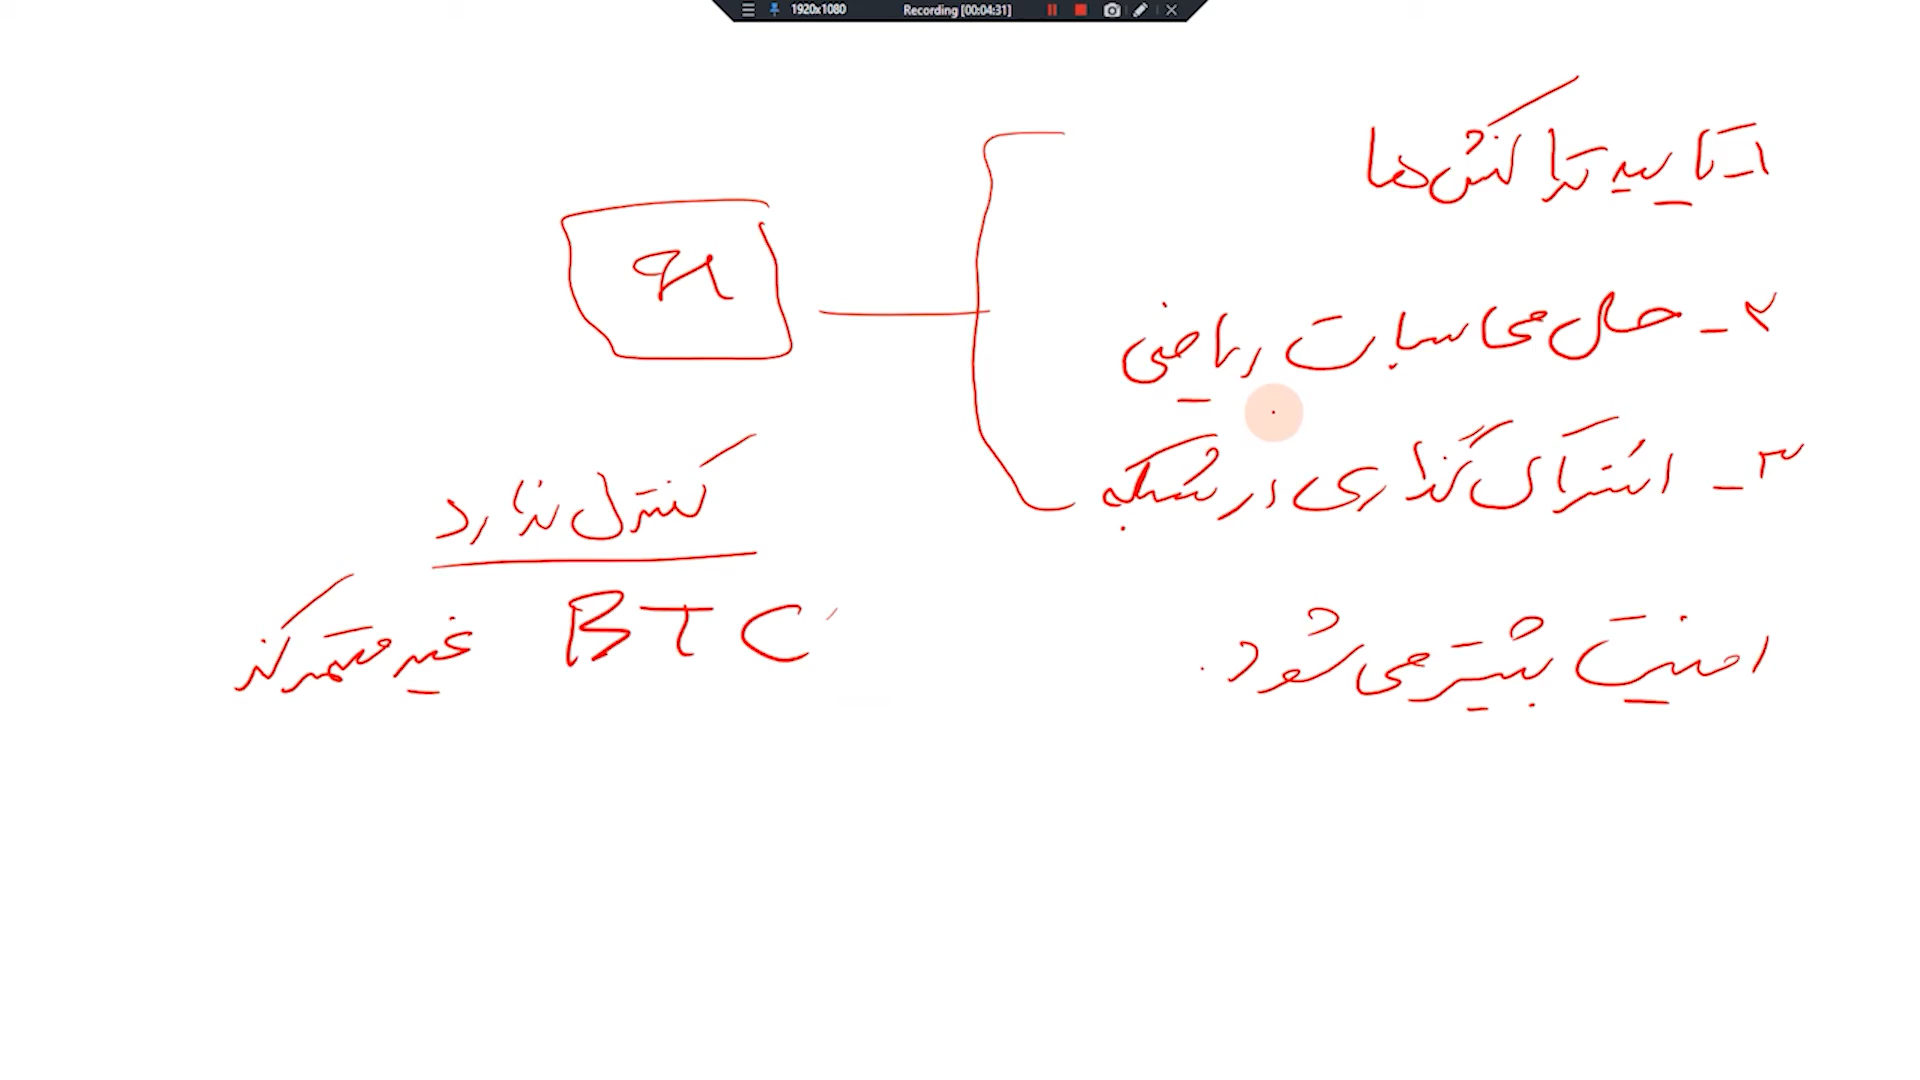 1920x1080 Recording [00:04:31]
۱- تایید تراکنش‌ها
۲- حل محاسبات ریاضی
۳- اشتراک گذاری در شبکه
امنیت بیشتر می شود.
کنترل ندارد
BTC غیر متمرکز